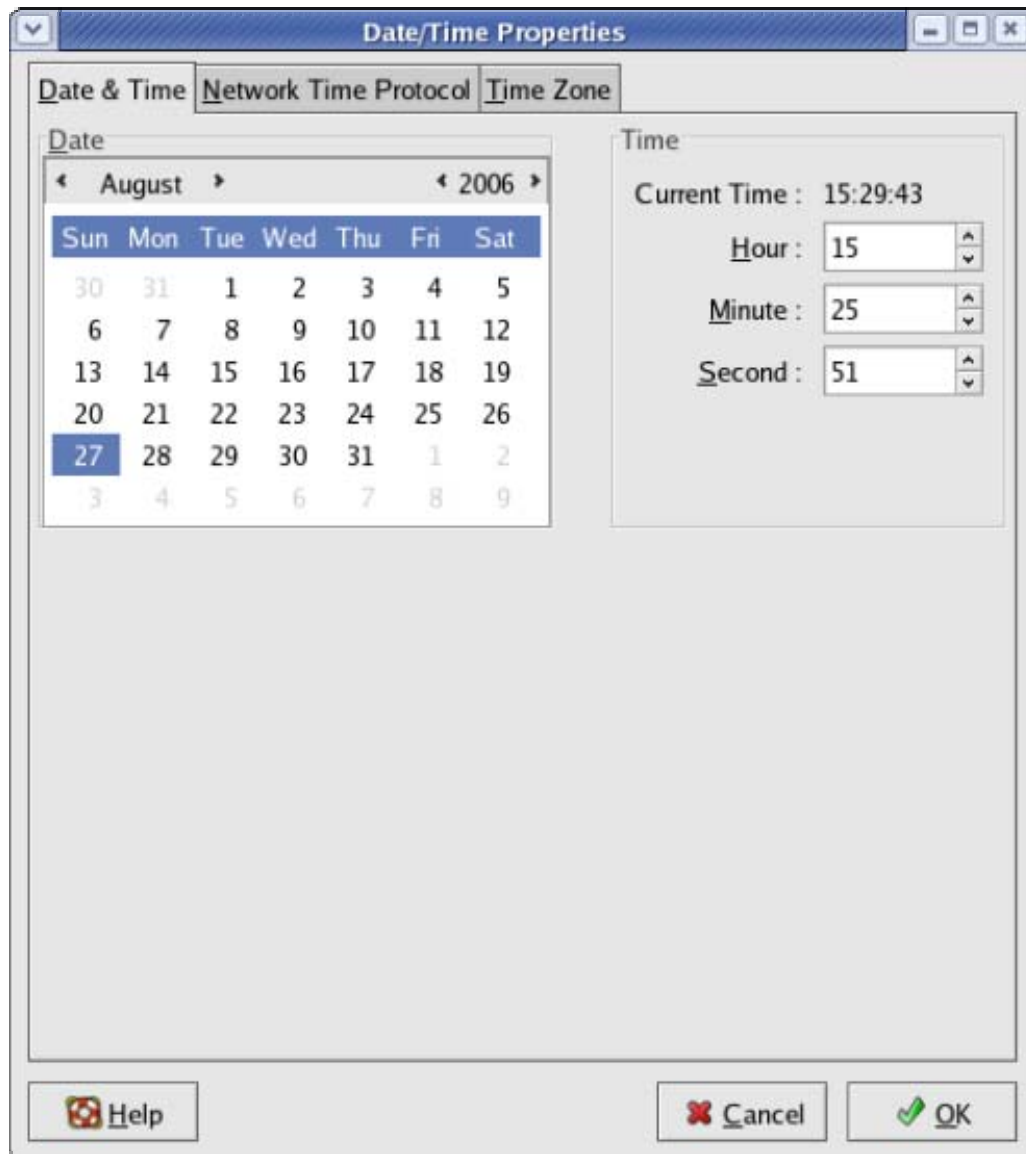 Date/Time Properties
Date & Time Network Time Protocol Time Zone
Date
August 2006
Sun Mon Tue Wed Thu Fri Sat
30 31 1 2 3 4 5
6 7 8 9 10 11 12
13 14 15 16 17 18 19
20 21 22 23 24 25 26
27 28 29 30 31 1 2
3 4 5 6 7 8 9
Time
Current Time : 15:29:43
Hour : 15
Minute : 25
Second : 51
Help Cancel OK